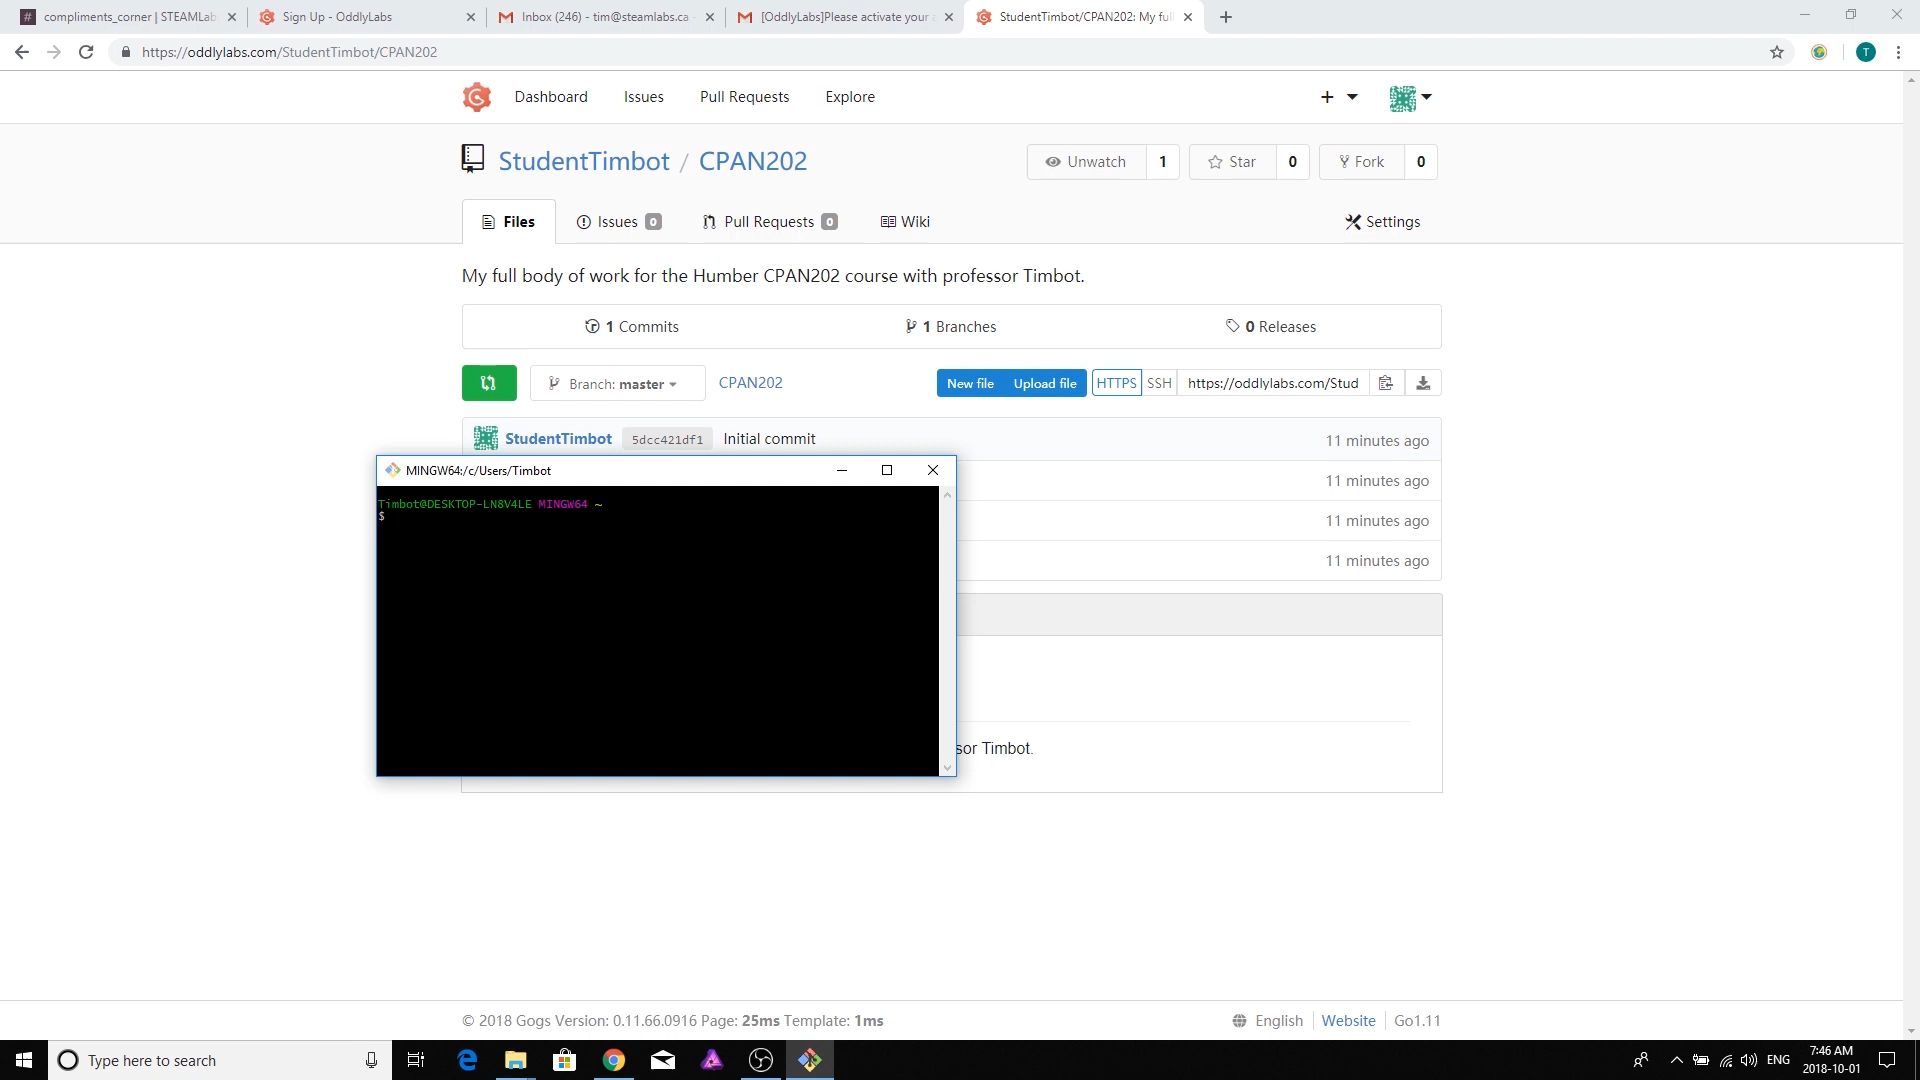 compliments_corner | STEAMLab
Sign Up - OddlyLabs
Inbox (246) - tim@steamlabs.ca -
[OddlyLabs]Please activate your a
StudentTimbot/CPAN202: My full
https://oddlylabs.com/StudentTimbot/CPAN202
T
Dashboard Issues Pull Requests Explore
StudentTimbot / CPAN202
Unwatch 1 Star 0 Fork 0
Files Issues 0 Pull Requests 0 Wiki Settings
My full body of work for the Humber CPAN202 course with professor Timbot.
1 Commits 1 Branches 0 Releases
Branch: master CPAN202 New file Upload file HTTPS SSH https://oddlylabs.com/Stud
StudentTimbot 5dcc421df1 Initial commit 11 minutes ago
MINGW64:/c/Users/Timbot
11 minutes ago
Timbot@DESKTOP-LN8V4LE MINGW64 ~
$
11 minutes ago
11 minutes ago
sor Timbot.
© 2018 Gogs Version: 0.11.66.0916 Page: 25ms Template: 1ms English Website Go1.11
Type here to search
ENG
7:46 AM
2018-10-01